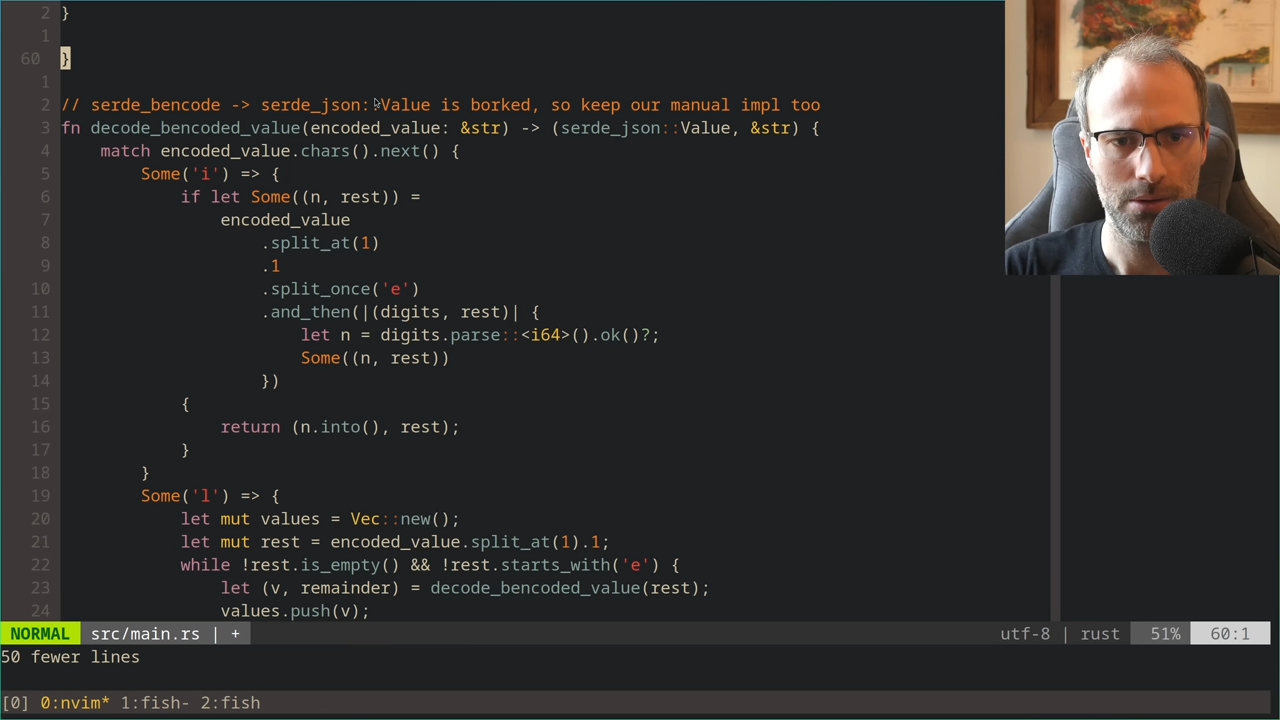 2 }
1
60 }
1
2 // serde_bencode -> serde_json::Value is borked, so keep our manual impl too
3 fn decode_bencoded_value(encoded_value: &str) -> (serde_json::Value, &str) {
4 match encoded_value.chars().next() {
5 Some('i') => {
6 if let Some((n, rest)) =
7 encoded_value
8 .split_at(1)
9 .1
10 .split_once('e')
11 .and_then(|(digits, rest)| {
12 let n = digits.parse::<i64>().ok()?;
13 Some((n, rest))
14 })
15 {
16 return (n.into(), rest);
17 }
18 }
19 Some('l') => {
20 let mut values = Vec::new();
21 let mut rest = encoded_value.split_at(1).1;
22 while !rest.is_empty() && !rest.starts_with('e') {
23 let (v, remainder) = decode_bencoded_value(rest);
24 values.push(v);
NORMAL src/main.rs | + utf-8 | rust 51% 60:1
50 fewer lines
[0] 0:nvim* 1:fish- 2:fish